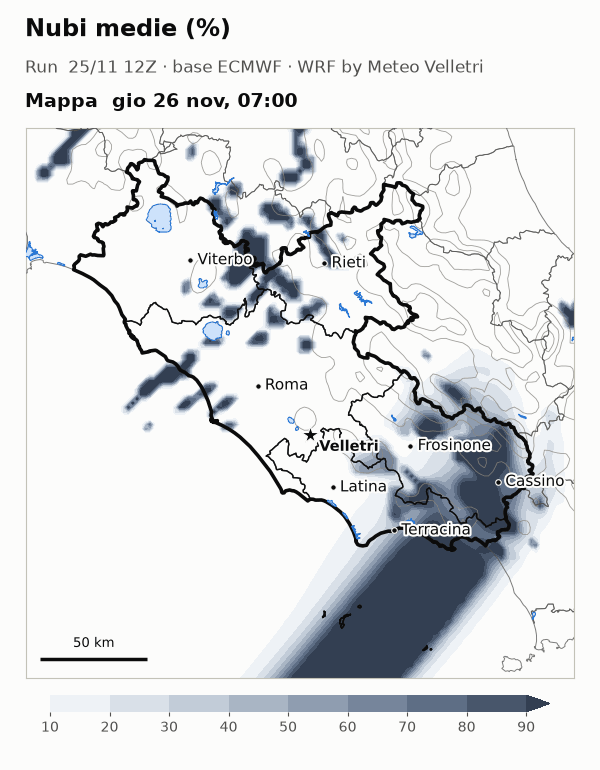 Nubi medie (%)
Run 25/11 12Z · base ECMWF · WRF by Meteo Velletri
Mappa gio 26 nov, 07:00
Viterbo
Rieti
Roma
Velletri
Frosinone
Latina
Cassino
Terracina
50 km
10 20 30 40 50 60 70 80 90